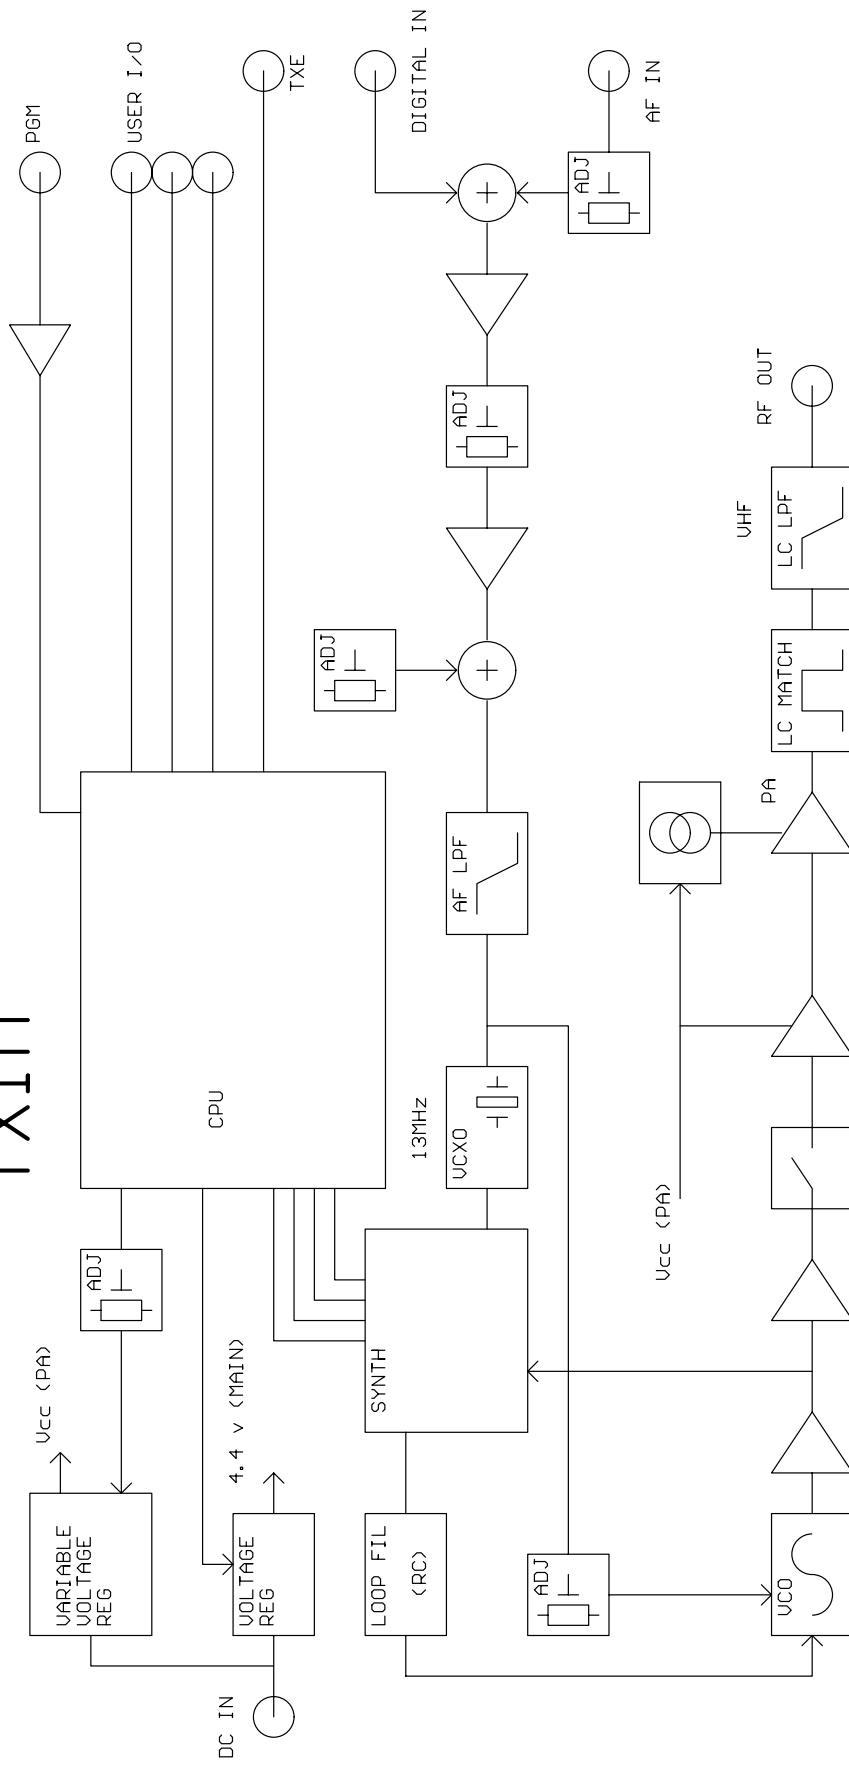 PGM
Vcc (PA)
VARIABLE
VOLTAGE
REG
ADJ
USER I/O
CPU
DC IN
4.4 v (MAIN)
VOLTAGE
REG
TXE
ADJ
SYNTH
LOOP FIL
(RC)
13MHz
VCXO
AF LPF
ADJ
DIGITAL IN
ADJ
ADJ
AF IN
Vcc (PA)
VCO
PA
LC MATCH
VHF
LC LPF
RF OUT